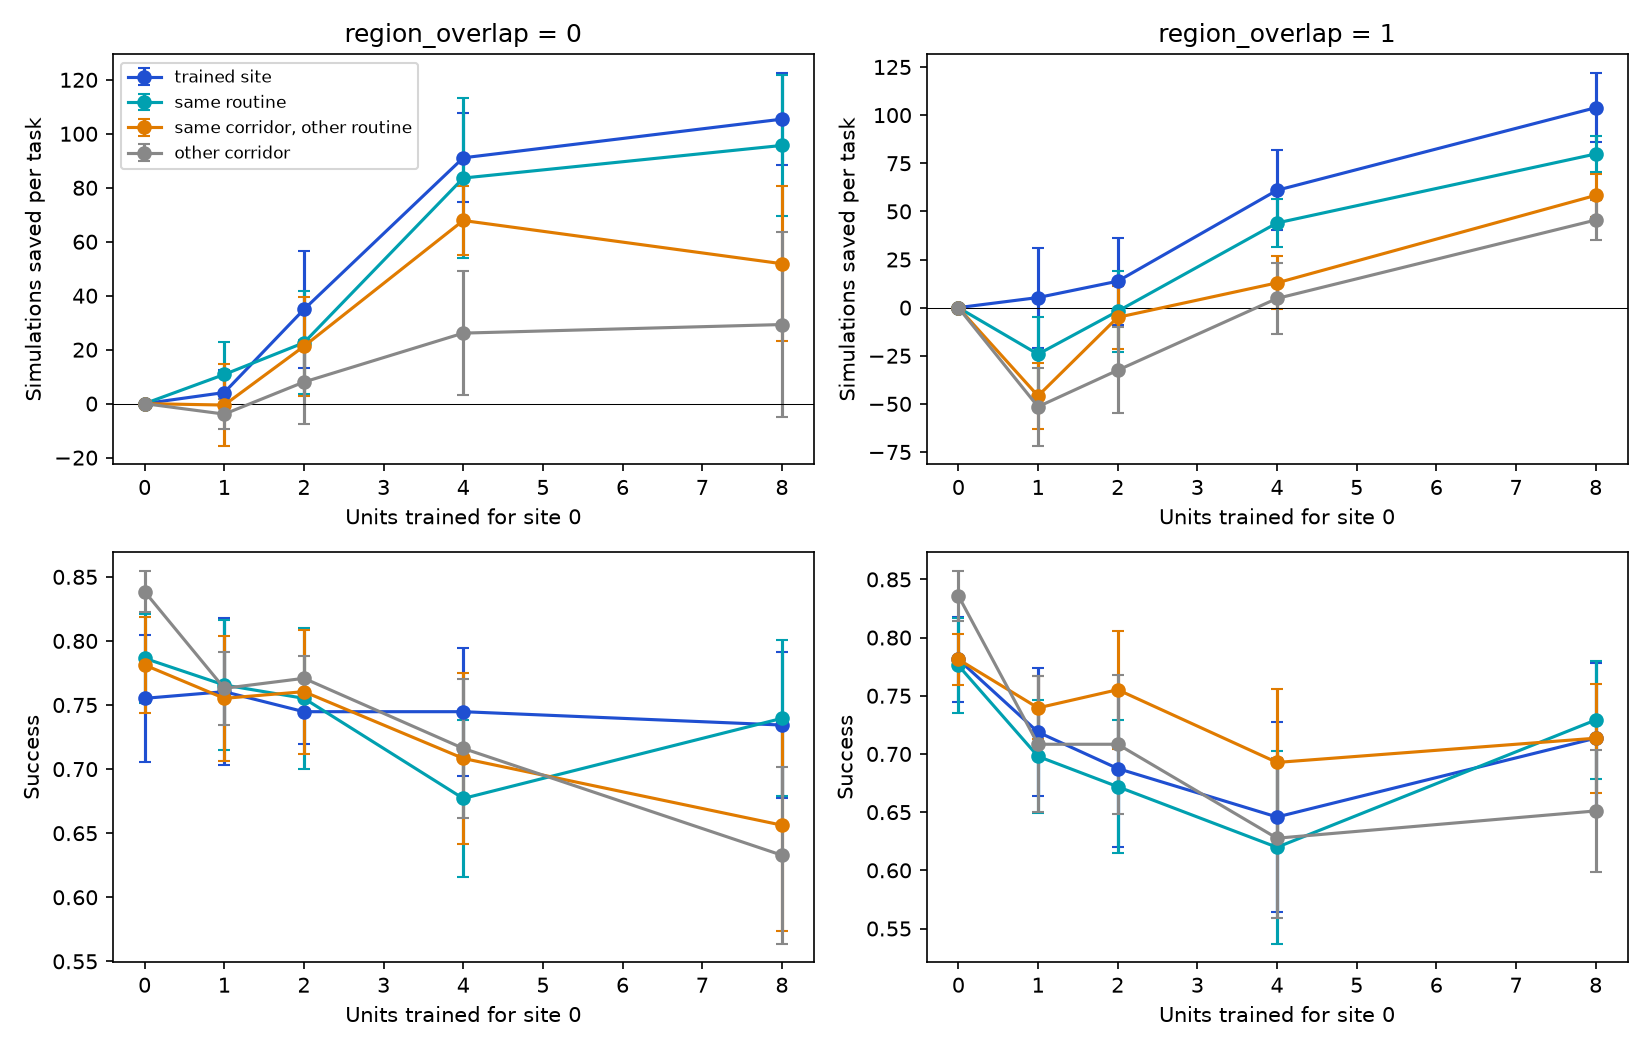 region_overlap = 0
120
100
80
60
40
20
0
−20
Simulations saved per task
trained site
same routine
same corridor, other routine
other corridor
0 1 2 3 4 5 6 7 8
Units trained for site 0
region_overlap = 1
125
100
75
50
25
0
−25
−50
−75
Simulations saved per task
0 1 2 3 4 5 6 7 8
Units trained for site 0
0.85
0.80
0.75
0.70
0.65
0.60
0.55
Success
0 1 2 3 4 5 6 7 8
Units trained for site 0
0.85
0.80
0.75
0.70
0.65
0.60
0.55
Success
0 1 2 3 4 5 6 7 8
Units trained for site 0